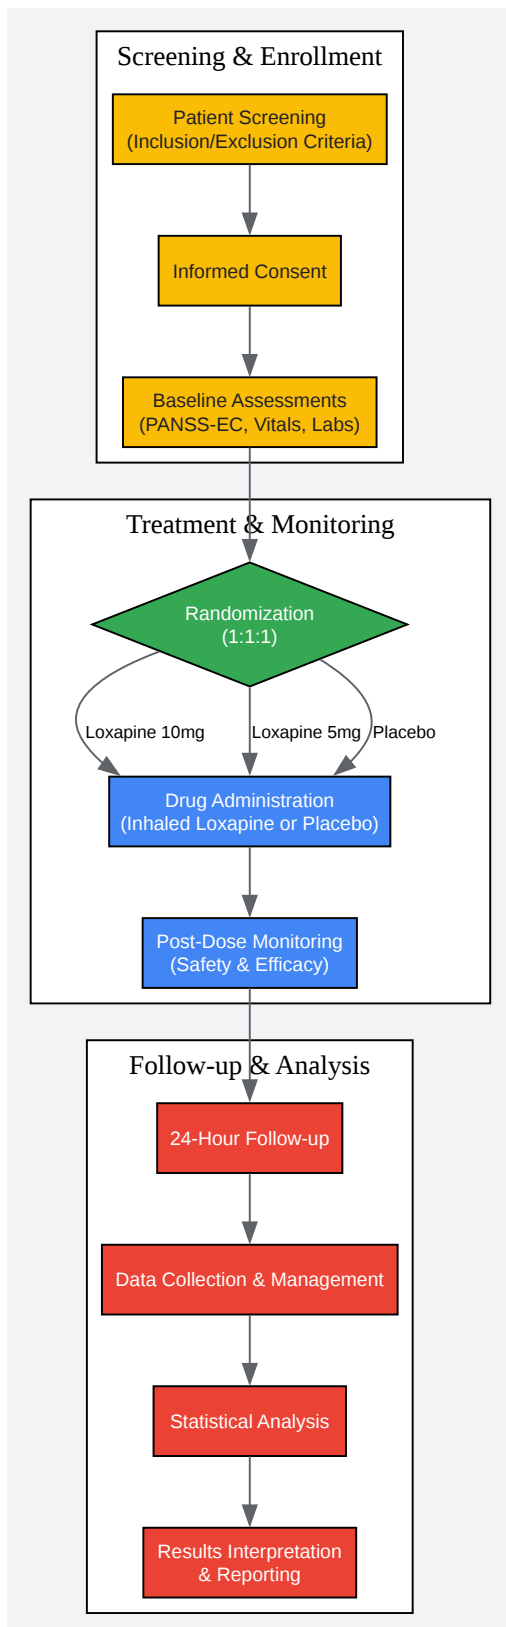 Screening & Enrollment
Patient Screening
(Inclusion/Exclusion Criteria)
Informed Consent
Baseline Assessments
(PANSS-EC, Vitals, Labs)
Treatment & Monitoring
Randomization
(1:1:1)
Loxapine 10mg
Loxapine 5mg
Placebo
Drug Administration
(Inhaled Loxapine or Placebo)
Post-Dose Monitoring
(Safety & Efficacy)
Follow-up & Analysis
24-Hour Follow-up
Data Collection & Management
Statistical Analysis
Results Interpretation
& Reporting